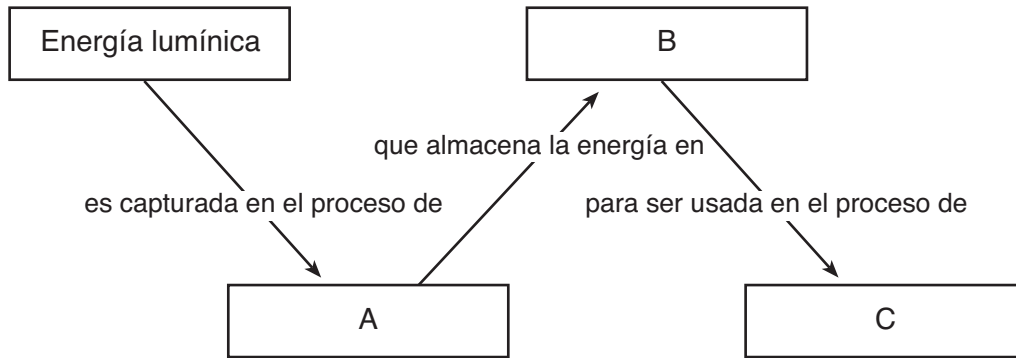 Energía lumínica
B
que almacena la energía en
es capturada en el proceso de
para ser usada en el proceso de
A
C